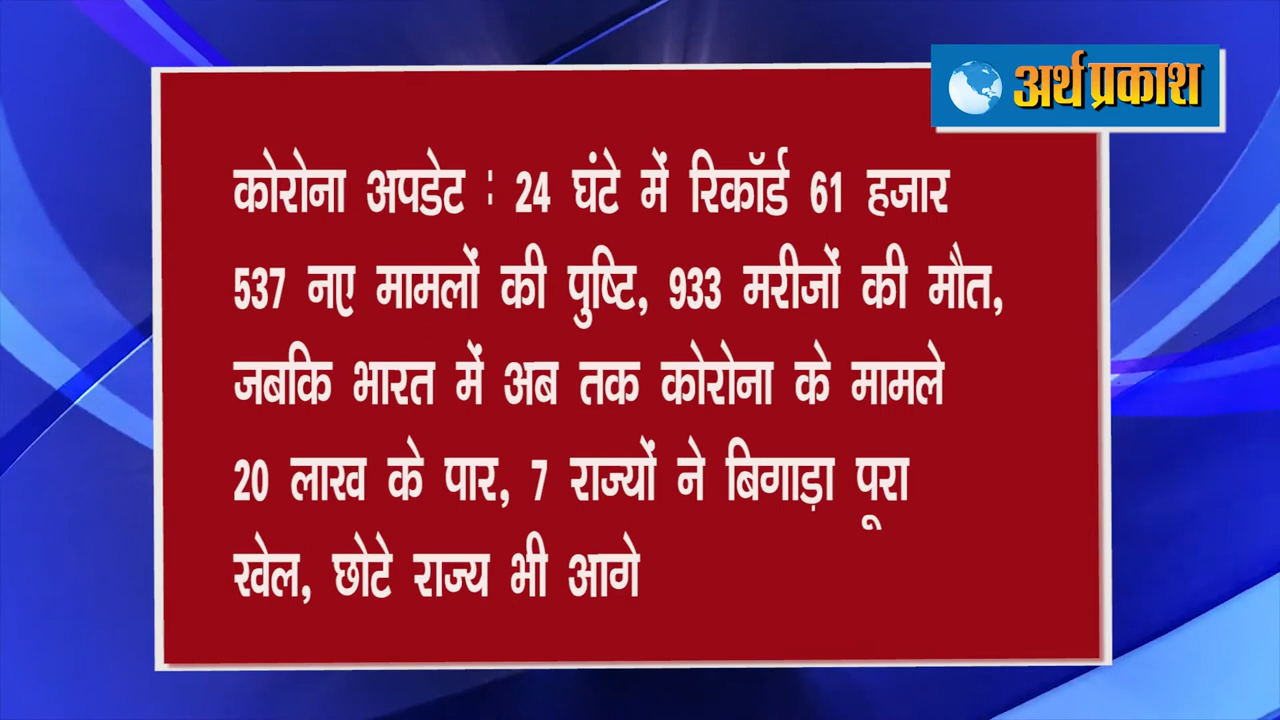 अर्थ प्रकाश
कोरोना अपडेट : 24 घंटे में रिकॉर्ड 61 हजार
537 नए मामलों की पुष्टि, 933 मरीजों की मौत,
जबकि भारत में अब तक कोरोना के मामले
20 लाख के पार, 7 राज्यों ने बिगाड़ा पूरा
खेल, छोटे राज्य भी आगे